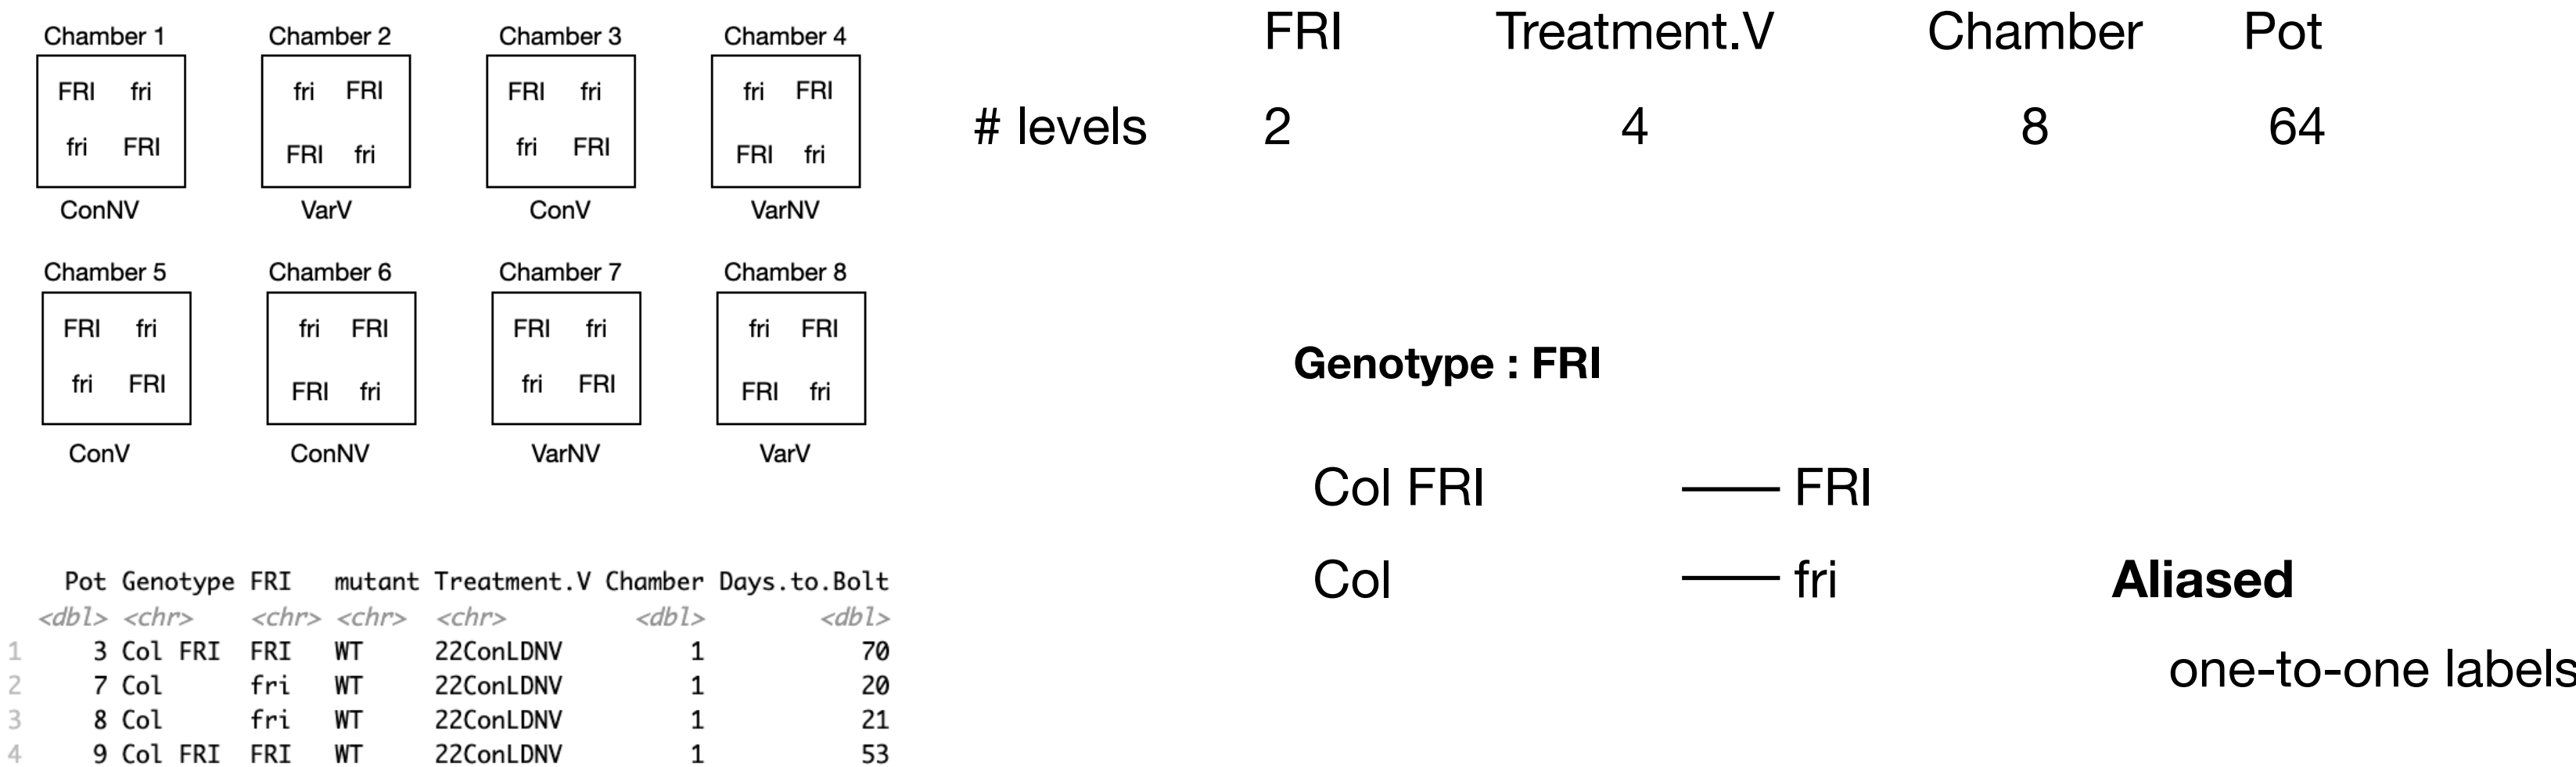 Chamber 1 Chamber 2 Chamber 3 Chamber 4
FRI fri fri FRI FRI fri fri FRI
fri FRI FRI fri fri FRI FRI fri
ConNV VarV ConV VarNV
Chamber 5 Chamber 6 Chamber 7 Chamber 8
FRI fri fri FRI FRI fri fri FRI
fri FRI FRI fri fri FRI FRI fri
ConV ConNV VarNV VarV
Pot Genotype FRI mutant Treatment.V Chamber Days.to.Bolt
<dbl> <chr> <chr> <chr> <chr> <dbl> <dbl>
1 3 Col FRI FRI WT 22ConLDNV 1 70
2 7 Col fri WT 22ConLDNV 1 20
3 8 Col fri WT 22ConLDNV 1 21
4 9 Col FRI FRI WT 22ConLDNV 1 53
FRI Treatment.V Chamber Pot
# levels 2 4 8 64
Genotype : FRI
Col FRI — FRI
Col — fri
Aliased
one-to-one labels